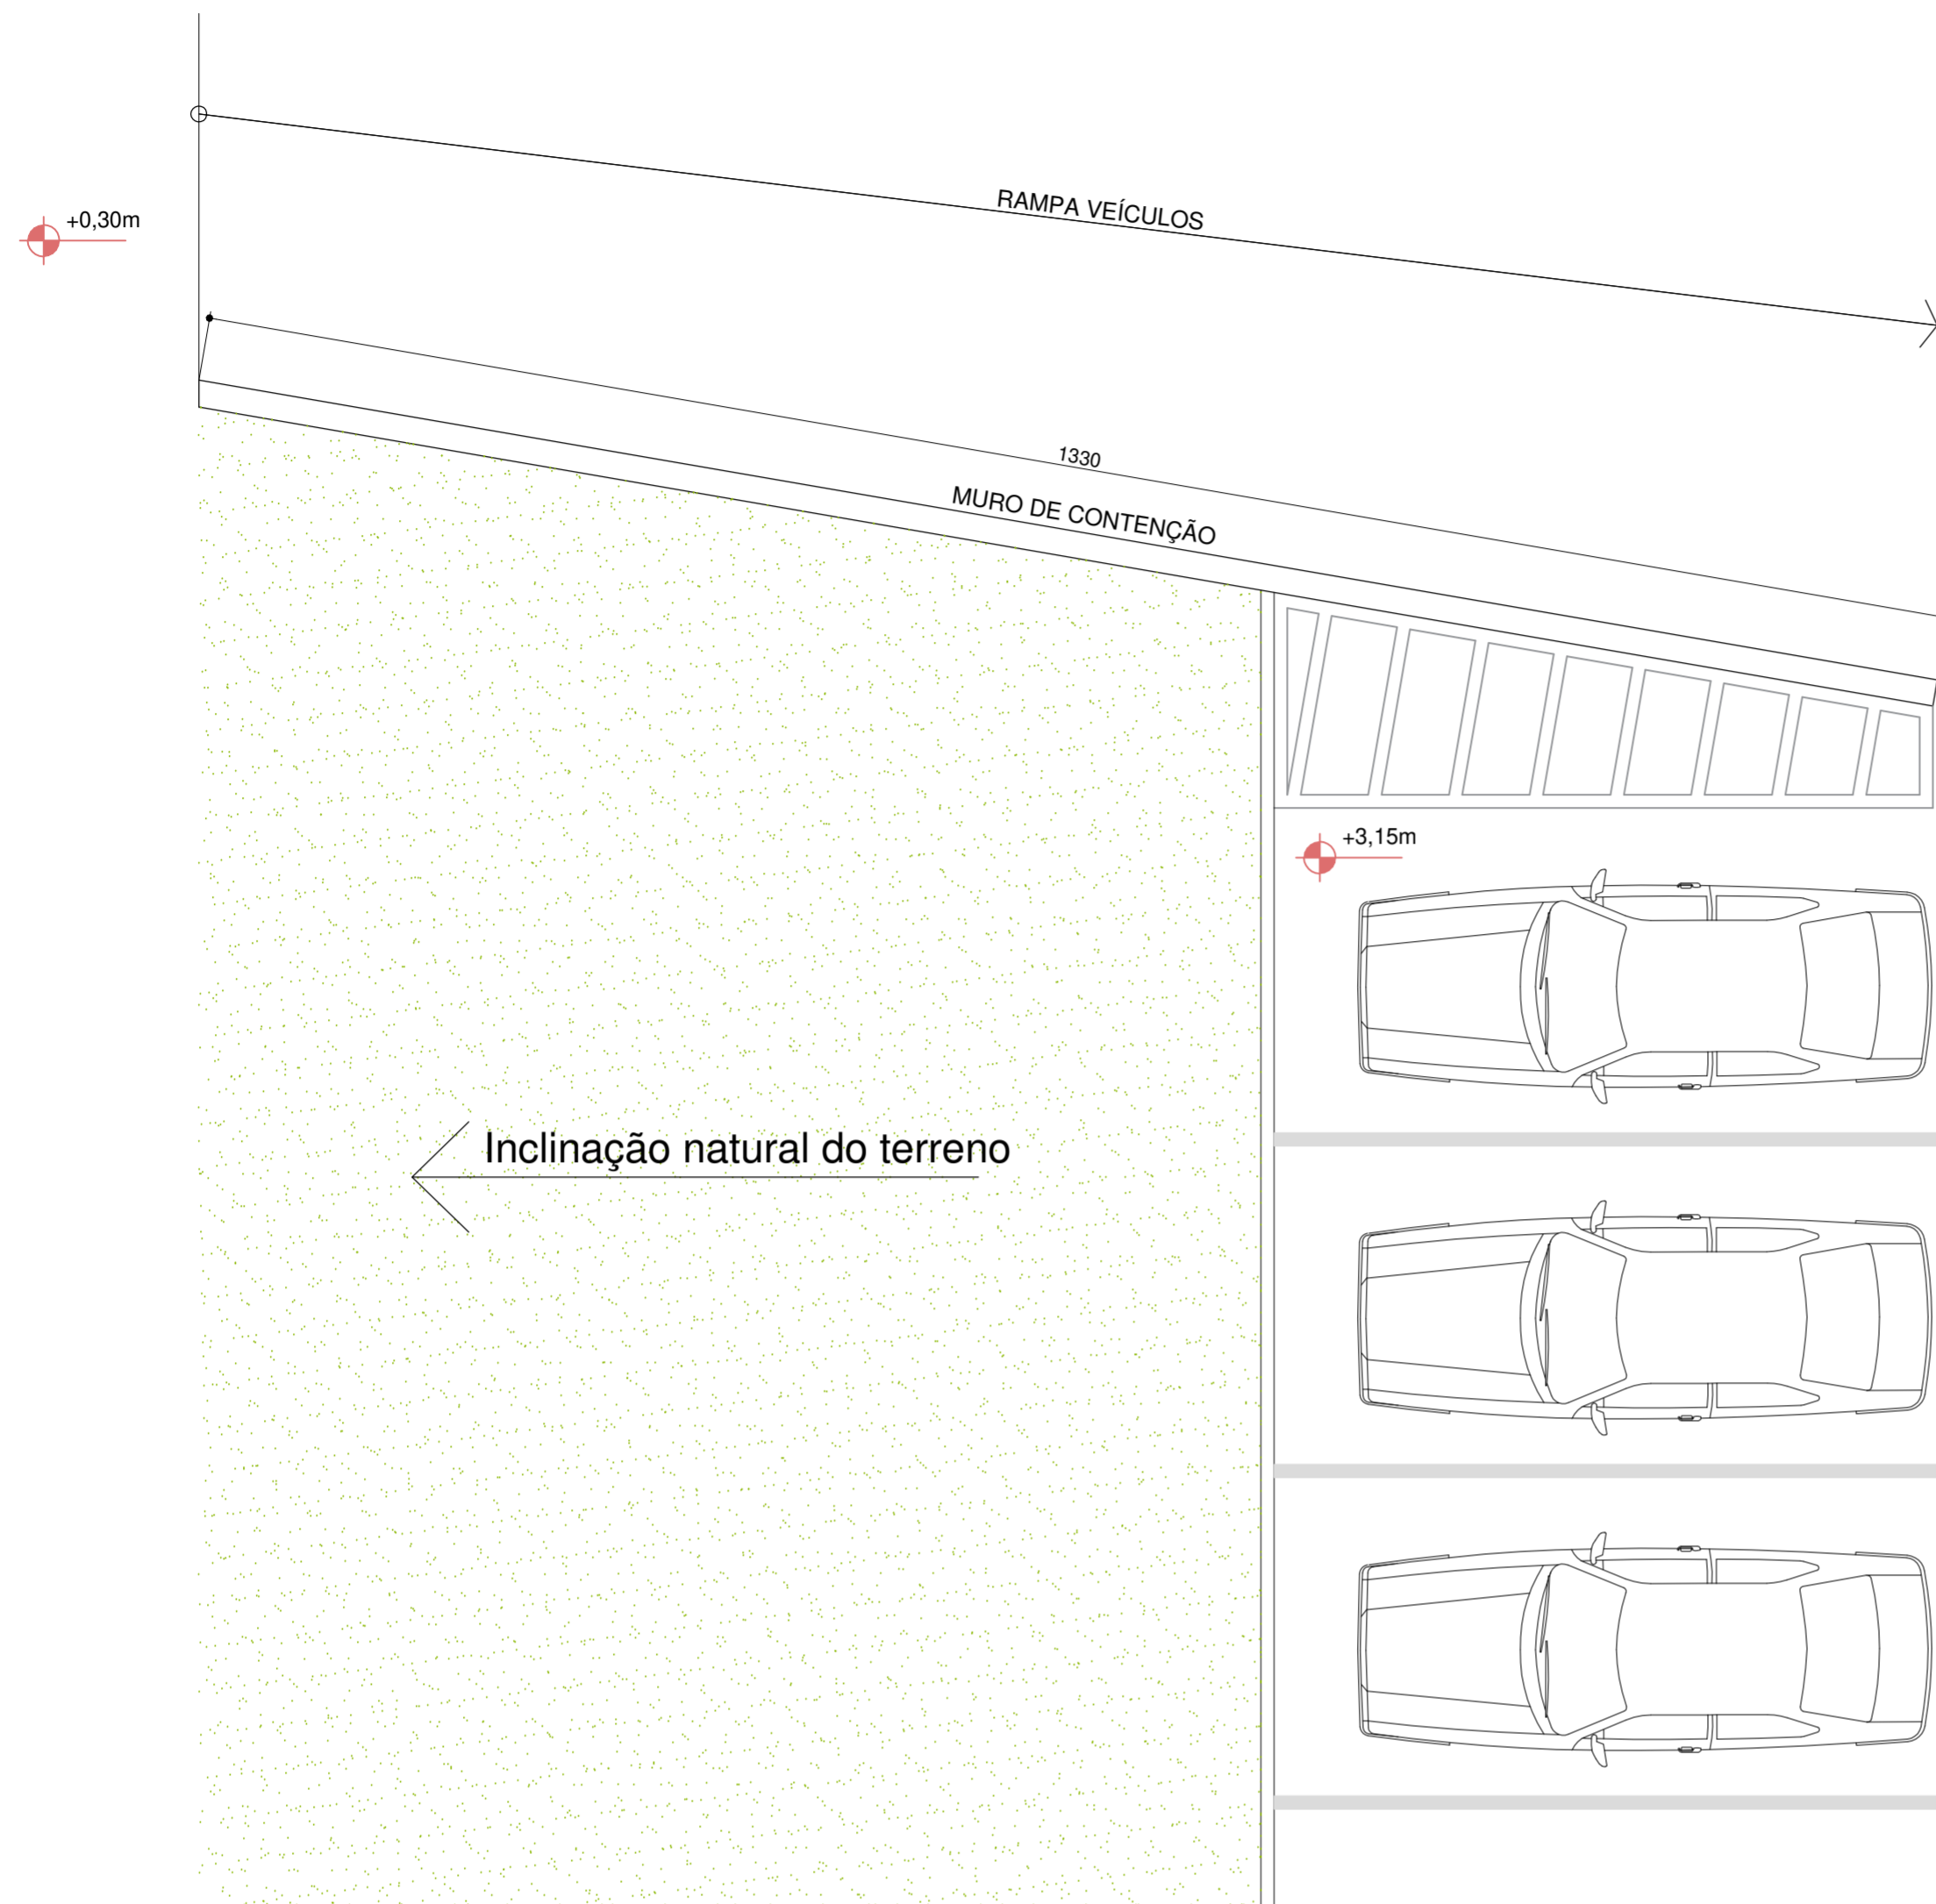 RAMPA VEÍCULOS
+0,30m
1330
MURO DE CONTENÇÃO
+3,15m
Inclinação natural do terreno